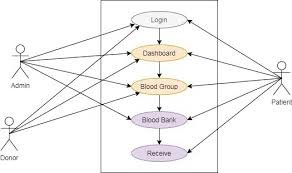 Login
Dashboard
Admin
Blood Group
Patient
Blood Bank
Donor
Receive